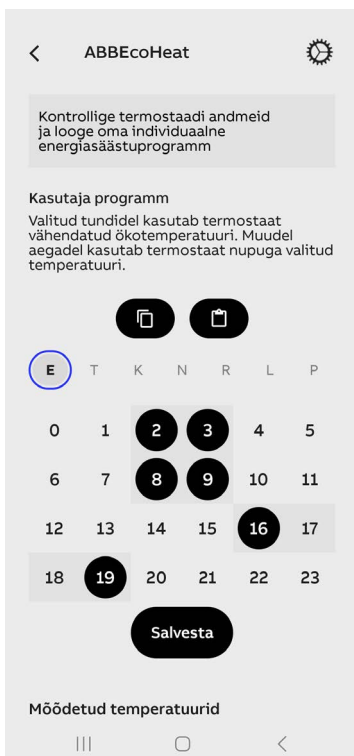 ABBEcoHeat
Kontrollige termostaadi andmeid
ja looge oma individuaalne
energiasäästuprogramm
Kasutaja programm
Valitud tundidel kasutab termostaat
vähendatud ökotemperatuuri. Muudel
aegadel kasutab termostaat nupuga valitud
temperatuuri.
E T K N R L P
0 1 2 3 4 5
6 7 8 9 10 11
12 13 14 15 16 17
18 19 20 21 22 23
Salvesta
Mõõdetud temperatuurid